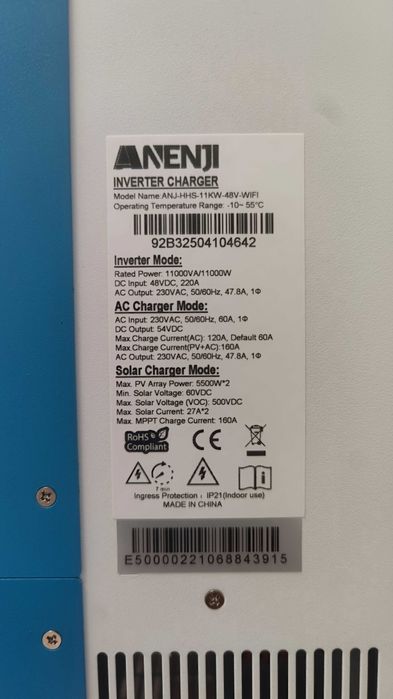 ANENJI
INVERTER CHARGER
Model Name:ANJ-HHS-11KW-48V-WIFI
Operating Temperature Range: -10~ 55°C
92B32504104642
Inverter Mode:
Rated Power: 11000VA/11000W
DC Input: 48VDC, 220A
AC Output: 230VAC, 50/60Hz, 47.8A, 1Φ
AC Charger Mode:
AC Input: 230VAC, 50/60Hz, 60A, 1Φ
DC Output: 54VDC
Max.Charge Current(AC): 120A, Default 60A
Max.Charge Current(PV+AC):160A
AC Output: 230VAC, 50/60Hz, 47.8A, 1Φ
Solar Charger Mode:
Max. PV Array Power: 5500W*2
Min. Solar Voltage: 60VDC
Max. Solar Voltage (VOC): 500VDC
Max. Solar Current: 27A*2
Max. MPPT Charge Current: 160A
RoHS
Compliant
CE
7 min
Ingress Protection : IP21(Indoor use)
MADE IN CHINA
E50000221068843915